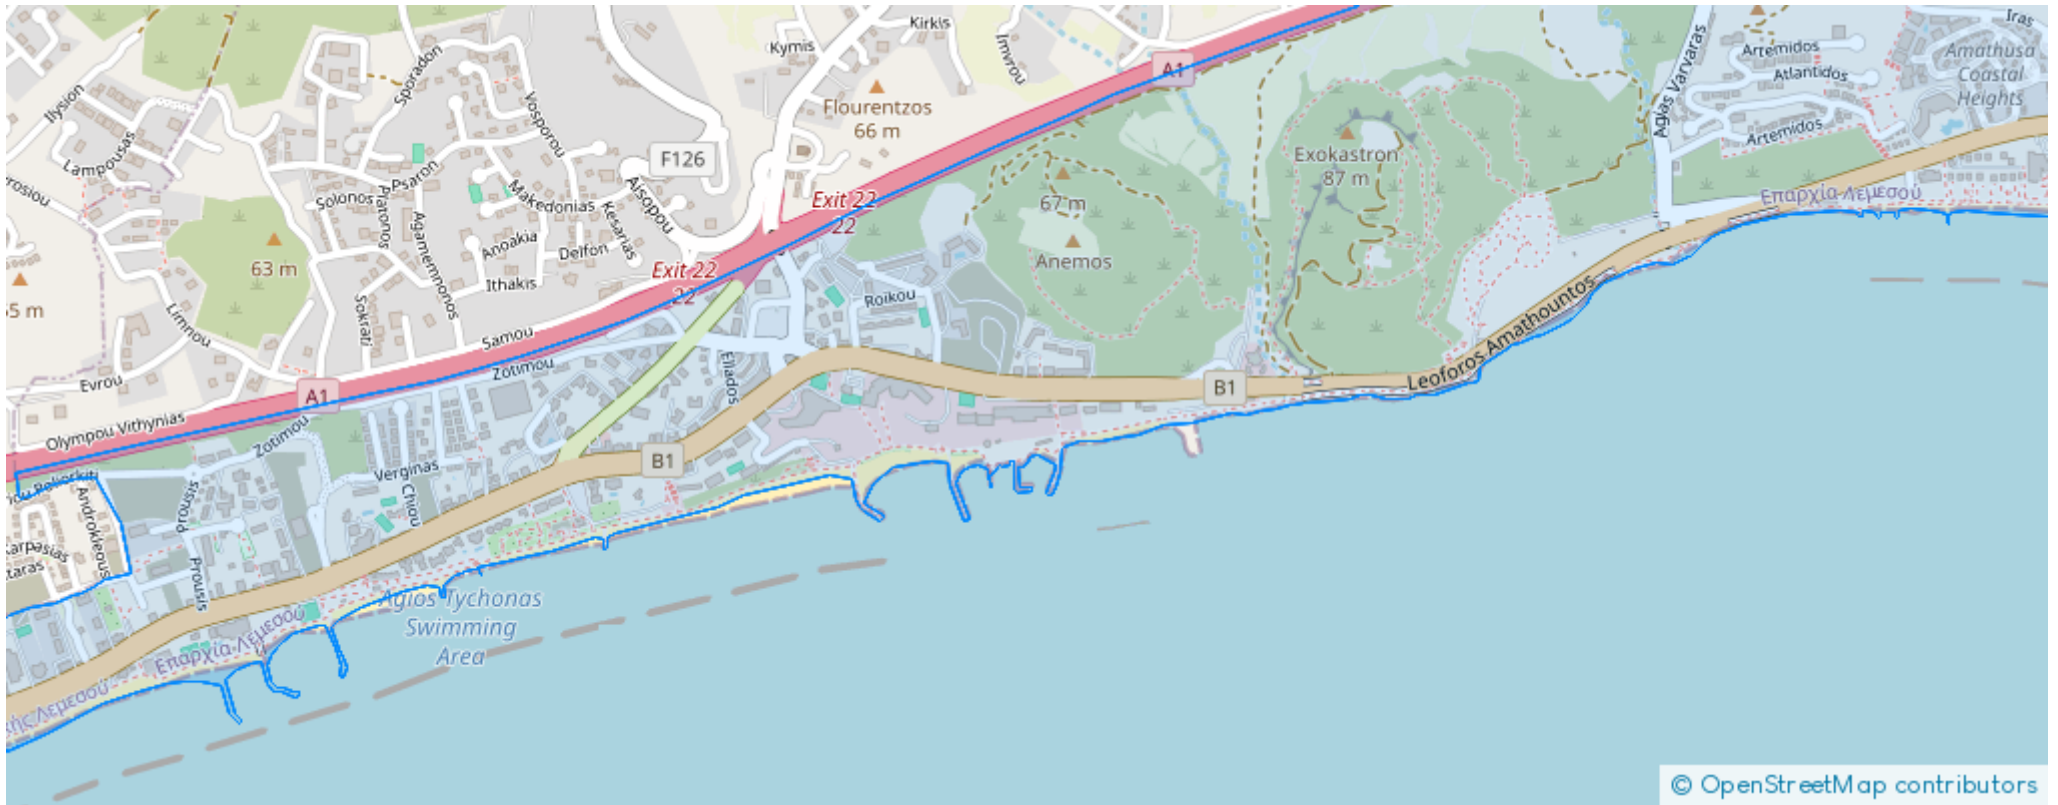 Kirkis
Kymis
Imvrou
A1
Iras
Artemidos
Amathusa
Coastal
Heights
Atlantidos
Agias Varvaras
Artemidos
Ilysion
Sporadon
Vosporou
Flourentzos
66 m
Lampousas
F126
Exokastron
87 m
Psaron
Solonos
Platonos
Makedonias
Aisopou
Kesarias
Exit 22
22
67 m
Επαρχία Λεμεσού
Agamemnonos
Anoakia
Delfon
63 m
Anemos
Ithakis
Exit 22
22
Roikou
Limnou
Sokrati
Samou
Zotimou
Ellados
Leoforos Amathountos
Evrou
A1
B1
Olympou Vithynias
Zotimou
B1
Verginas
Chiou
Prousis
Androkleous
Karpasias
Prousis
Agios Tychonas
Swimming
Area
Επαρχία Λεμεσού
Λεμεσού
© OpenStreetMap contributors